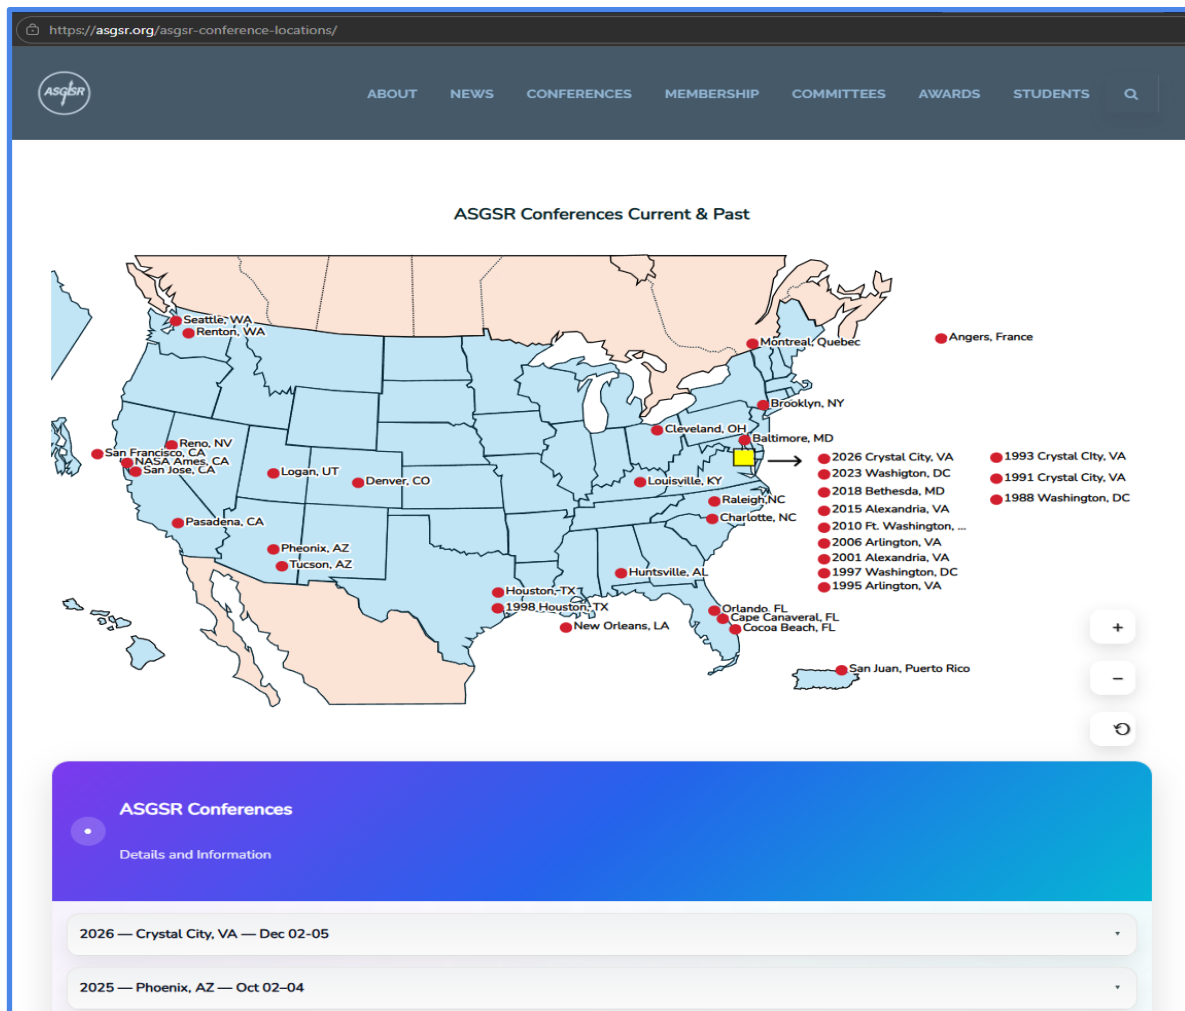 https://asgsr.org/asgsr-conference-locations/
ASGSR
ABOUT NEWS CONFERENCES MEMBERSHIP COMMITTEES AWARDS STUDENTS
ASGSR Conferences Current & Past
Seattle, WA
Renton, WA
Montreal, Quebec
Angers, France
Brooklyn, NY
Cleveland, OH
Baltimore, MD
Reno, NV
San Francisco, CA
NASA Ames, CA
San Jose, CA
Logan, UT
Denver, CO
Louisville, KY
Raleigh,NC
Charlotte, NC
Pasadena, CA
Pheonix, AZ
Tucson, AZ
Huntsville, AL
Houston, TX
1998 Houston, TX
New Orleans, LA
Orlando, FL
Cape Canaveral, FL
Cocoa Beach, FL
San Juan, Puerto Rico
2026 Crystal City, VA
2023 Washigton, DC
2018 Bethesda, MD
2015 Alexandria, VA
2010 Ft. Washington, ...
2006 Arlington, VA
2001 Alexandria, VA
1997 Washington, DC
1995 Arlington, VA
1993 Crystal CIty, VA
1991 Crystal City, VA
1988 Washington, DC
+
−
ASGSR Conferences
Details and Information
2026 — Crystal City, VA — Dec 02-05
2025 — Phoenix, AZ — Oct 02–04